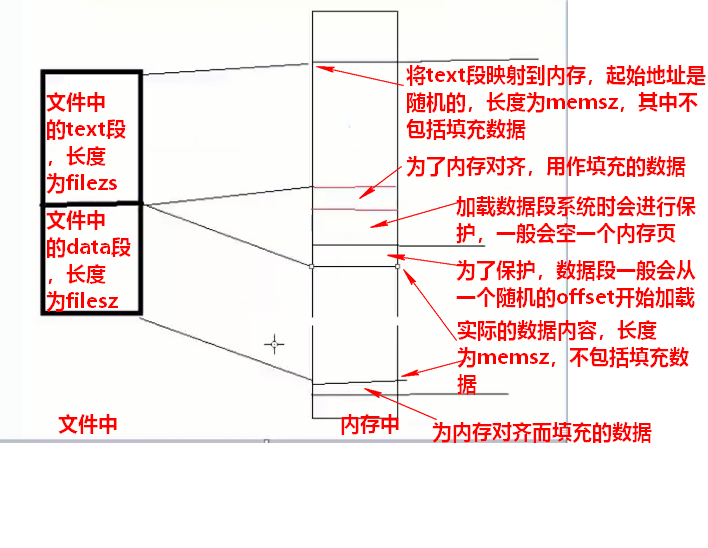 文件中
的text段
，长度
为filezs
文件中
的data段
，长度
为filesz
将text段映射到内存，起始地址是
随机的，长度为memsz，其中不
包括填充数据
为了内存对齐，用作填充的数据
加载数据段系统时会进行保
护，一般会空一个内存页
为了保护，数据段一般会从
一个随机的offset开始加载
实际的数据内容，长度
为memsz，不包括填充数
据
文件中
内存中
为内存对齐而填充的数据